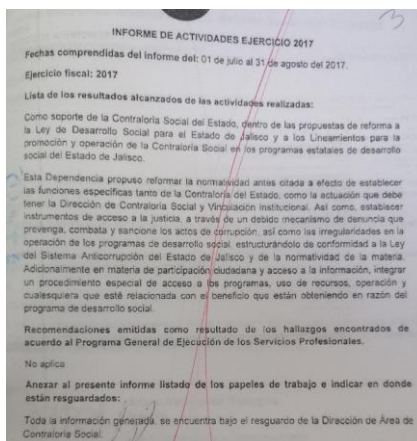 3
INFORME DE ACTIVIDADES EJERCICIO 2017
Fechas comprendidas del informe del: 01 de julio al 31 de agosto del 2017.
Ejercicio fiscal: 2017
Lista de los resultados alcanzados de las actividades realizadas:
Como soporte de la Contraloría Social del Estado, dentro de las propuestas de reforma a
la Ley de Desarrollo Social para el Estado de Jalisco y a los Lineamientos para la
promoción y operación de la Contraloría Social en los programas estatales de desarrollo
social del Estado de Jalisco.
Esta Dependencia propuso reformar la normatividad antes citada a efecto de establecer
las funciones específicas tanto de la Contraloría del Estado, como la actuación que debe
tener la Dirección de Contraloría Social y Vinculación Institucional. Así como, establecer
instrumentos de acceso a la justicia, a través de un debido mecanismo de denuncia que
prevenga, combata y sancione los actos de corrupción, así como las irregularidades en la
operación de los programas de desarrollo social, estructurándolo de conformidad a la Ley
del Sistema Anticorrupción del Estado de Jalisco y de la normatividad de la materia.
Adicionalmente en materia de participación ciudadana y acceso a la información, integrar
un procedimiento especial de acceso a los programas, uso de recursos, operación y
cualesquiera que esté relacionada con el beneficio que están obteniendo en razón del
programa de desarrollo social.
Recomendaciones emitidas como resultado de los hallazgos encontrados de
acuerdo al Programa General de Ejecución de los Servicios Profesionales.
No aplica
Anexar al presente informe listado de los papeles de trabajo e indicar en donde
están resguardados:
Toda la información generada, se encuentra bajo el resguardo de la Dirección de Área de
Contraloría Social.